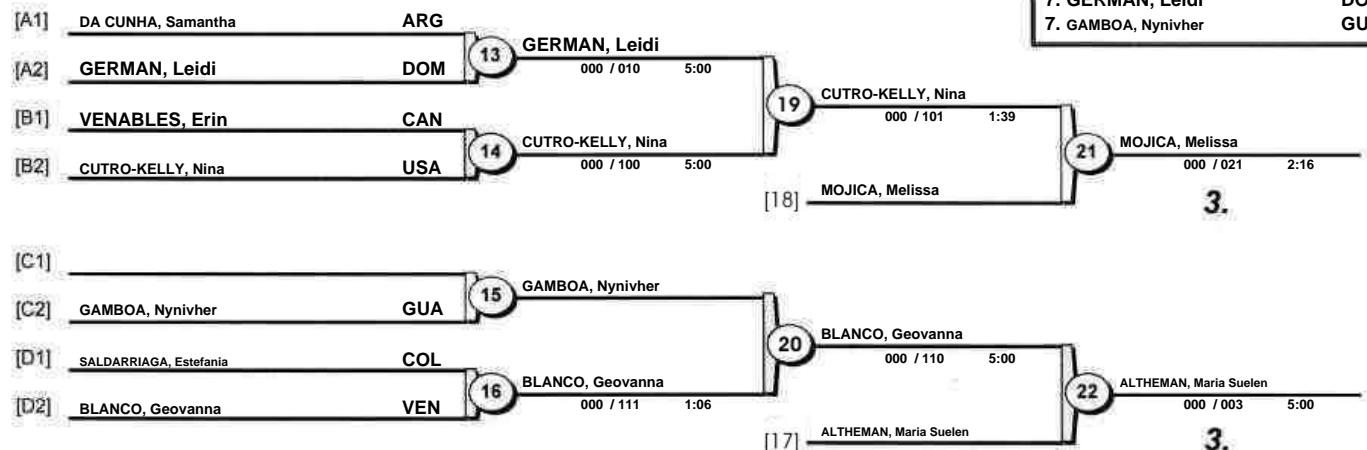 7. GERMAN, Leidi DO
7. GAMBOA, Nynivher GU
[A1] DA CUNHA, Samantha ARG
[A2] GERMAN, Leidi DOM
13 GERMAN, Leidi
000 / 010 5:00
[B1] VENABLES, Erin CAN
[B2] CUTRO-KELLY, Nina USA
14 CUTRO-KELLY, Nina
000 / 100 5:00
19 CUTRO-KELLY, Nina
000 / 101 1:39
[18] MOJICA, Melissa
21 MOJICA, Melissa
000 / 021 2:16
3.
[C1]
[C2] GAMBOA, Nynivher GUA
15 GAMBOA, Nynivher
[D1] SALDARRIAGA, Estefania COL
[D2] BLANCO, Geovanna VEN
16 BLANCO, Geovanna
000 / 111 1:06
20 BLANCO, Geovanna
000 / 110 5:00
[17] ALTHEMAN, Maria Suelen
22 ALTHEMAN, Maria Suelen
000 / 003 5:00
3.